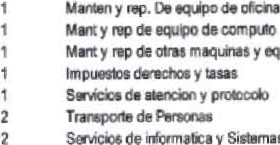 1 Manten y rep. De equipo de oficina
1 Mant y rep de equipo de computo
1 Mant y rep de otras maquinas y eq
1 Impuestos derechos y tasas
1 Servicios de atencion y protocolo
2 Transporte de Personas
2 Servicios de informatica y Sistemas